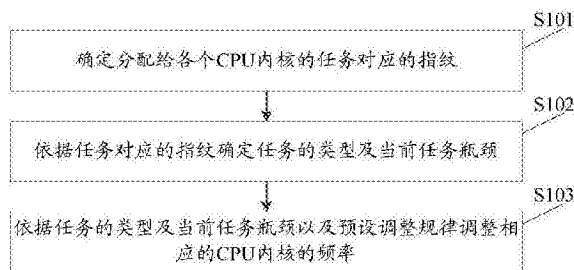 S101
确定分配给各个CPU内核的任务对应的指纹
S102
依据任务对应的指纹确定任务的类型及当前任务瓶颈
S103
依据任务的类型及当前任务瓶颈以及预设调整规律调整相
应的CPU内核的频率